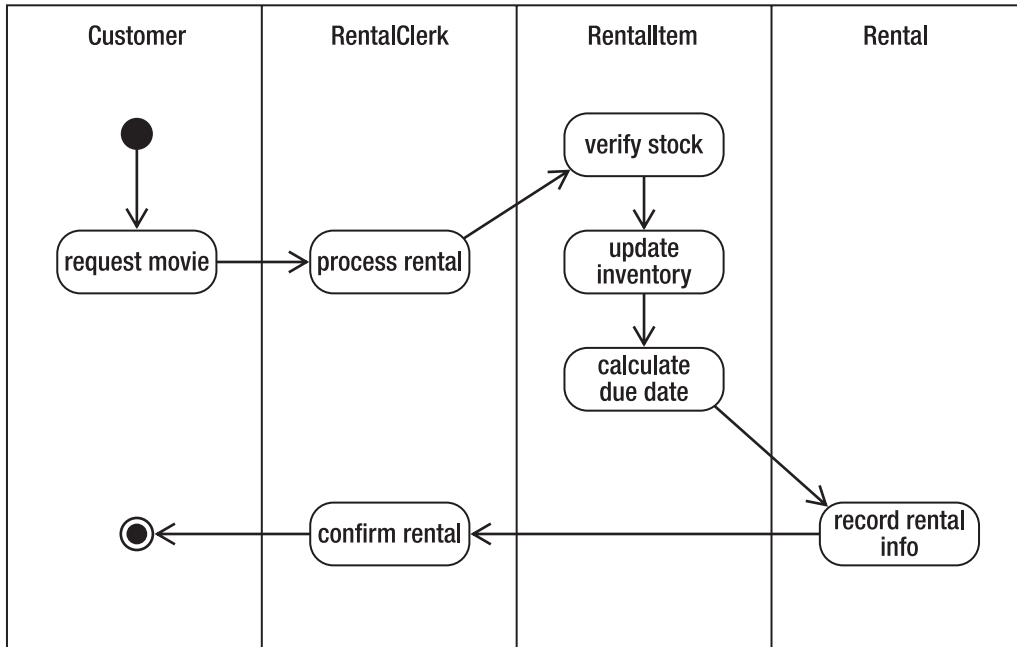 Customer
RentalClerk
RentalItem
Rental
verify stock
request movie
process rental
update
inventory
calculate
due date
confirm rental
record rental
info